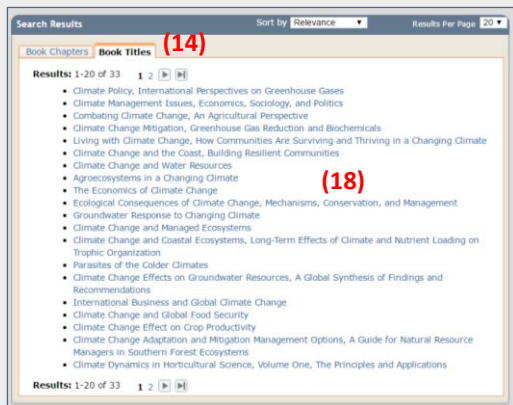 Search Results Sort by Relevance ▼ Results Per Page 20 ▼
Book Chapters Book Titles (14)
Results: 1-20 of 33 1 2
• Climate Policy, International Perspectives on Greenhouse Gases
• Climate Management Issues, Economics, Sociology, and Politics
• Combating Climate Change, An Agricultural Perspective
• Climate Change Mitigation, Greenhouse Gas Reduction and Biochemicals
• Living with Climate Change, How Communities Are Surviving and Thriving in a Changing Climate
• Climate Change and the Coast, Building Resilient Communities
• Climate Change and Water Resources
• Agroecosystems in a Changing Climate
• The Economics of Climate Change
(18)
• Ecological Consequences of Climate Change, Mechanisms, Conservation, and Management
• Groundwater Response to Changing Climate
• Climate Change and Managed Ecosystems
• Climate Change and Coastal Ecosystems, Long-Term Effects of Climate and Nutrient Loading on
Trophic Organization
• Parasites of the Colder Climates
• Climate Change Effects on Groundwater Resources, A Global Synthesis of Findings and
Recommendations
• International Business and Global Climate Change
• Climate Change and Global Food Security
• Climate Change Effect on Crop Productivity
• Climate Change Adaptation and Mitigation Management Options, A Guide for Natural Resource
Managers in Southern Forest Ecosystems
• Climate Dynamics in Horticultural Science, Volume One, The Principles and Applications
Results: 1-20 of 33 1 2